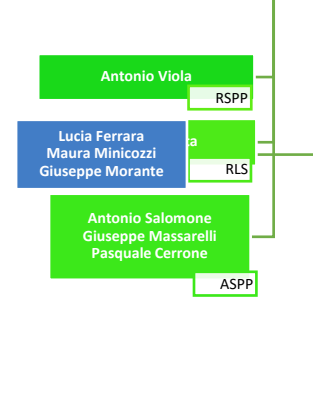 Antonio Viola
RSPP
Lucia Ferrara
Maura Minicozzi
Giuseppe Morante
RLS
Antonio Salomone
Giuseppe Massarelli
Pasquale Cerrone
ASPP